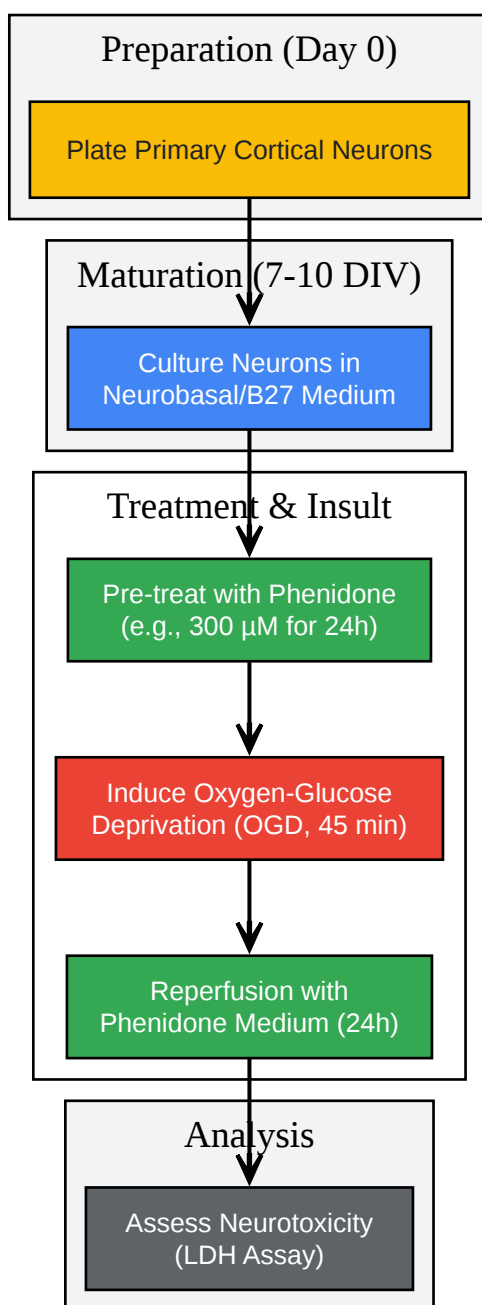 Preparation (Day 0)
Plate Primary Cortical Neurons
Maturation (7-10 DIV)
Culture Neurons in
Neurobasal/B27 Medium
Treatment & Insult
Pre-treat with Phenidone
(e.g., 300 µM for 24h)
Induce Oxygen-Glucose
Deprivation (OGD, 45 min)
Reperfusion with
Phenidone Medium (24h)
Analysis
Assess Neurotoxicity
(LDH Assay)